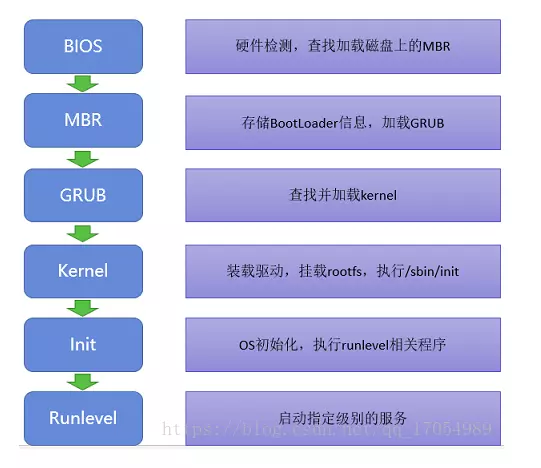 BIOS
硬件检测，查找加载磁盘上的MBR
MBR
存储BootLoader信息，加载GRUB
GRUB
查找并加载kernel
Kernel
装载驱动，挂载rootfs，执行/sbin/init
Init
OS初始化，执行runlevel相关程序
Runlevel
启动指定级别的服务
https://blog.csdn.net/qq_17054989